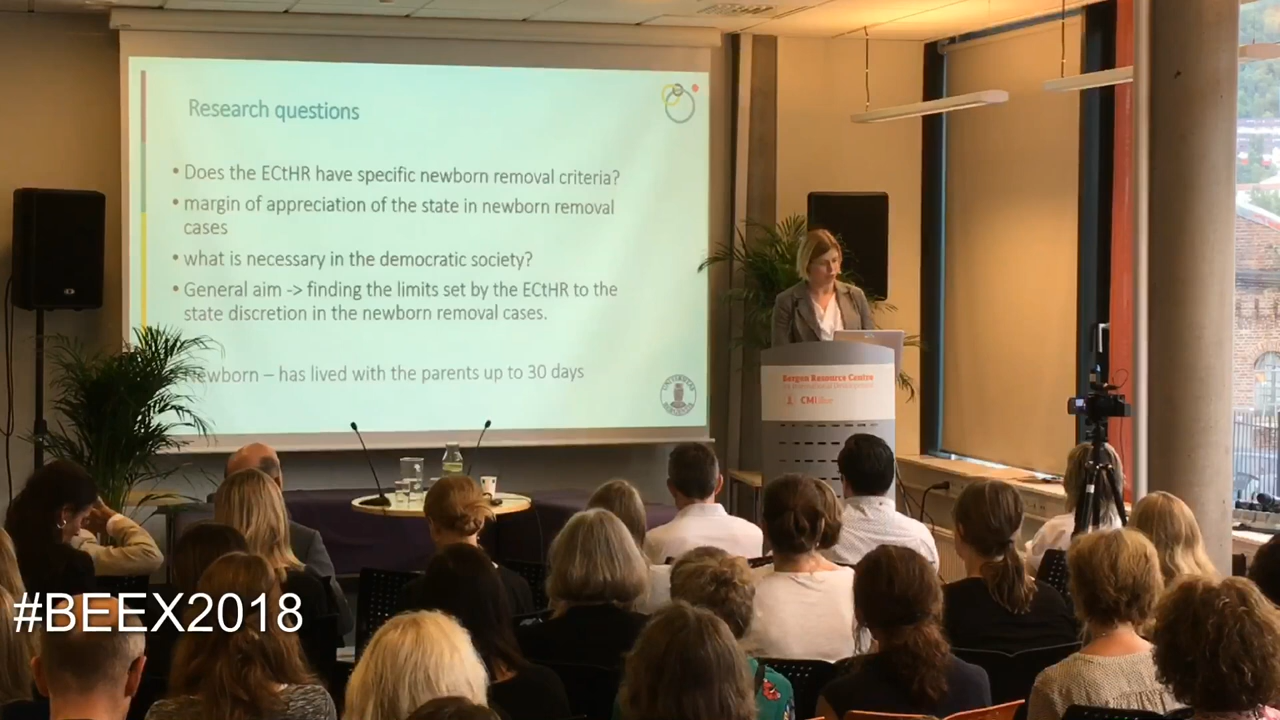 Research questions
• Does the ECtHR have specific newborn removal criteria?
• margin of appreciation of the state in newborn removal
cases
• what is necessary in the democratic society?
• General aim -> finding the limits set by the ECtHR to the
state discretion in the newborn removal cases.
Newborn – has lived with the parents up to 30 days
Bergen Resource Centre
for International Development
CMI
#BEEX2018